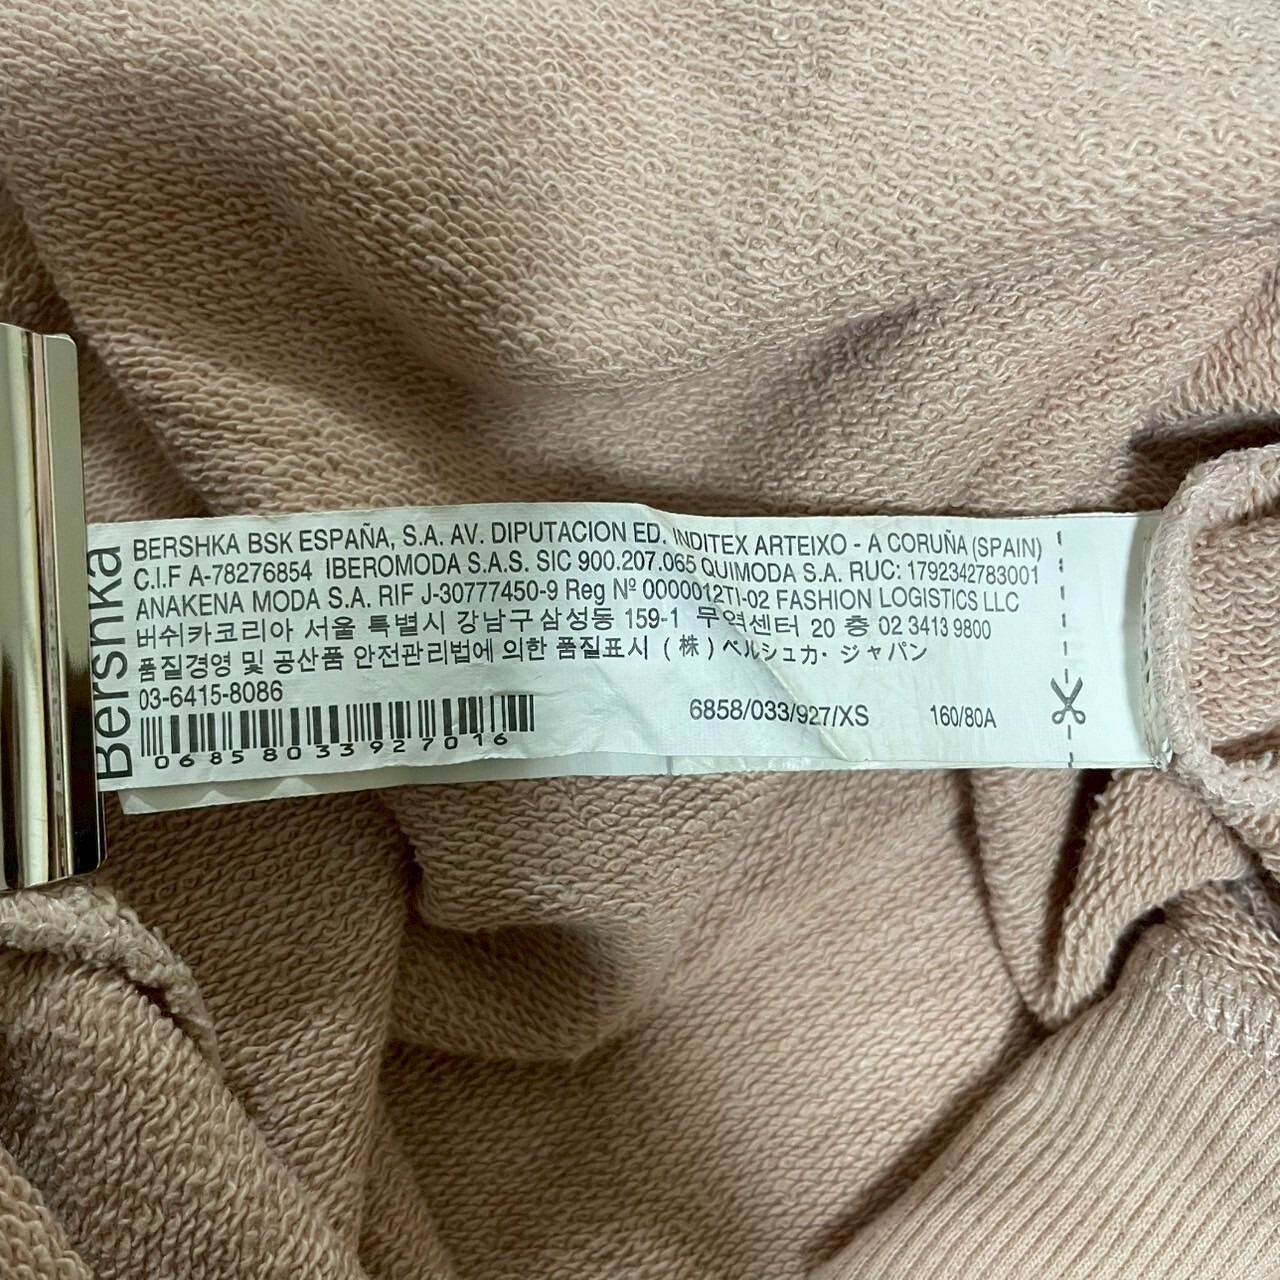 Bershka
BERSHKA BSK ESPAÑA, S.A. AV. DIPUTACION ED. INDITEX ARTEIXO - A CORUÑA (SPAIN)
C.I.F A-78276854 IBEROMODA S.A.S. SIC 900.207.065 QUIMODA S.A. RUC: 1792342783001
ANAKENA MODA S.A. RIF J-30777450-9 Reg Nº 0000012TI-02 FASHION LOGISTICS LLC
버쉬카코리아 서울 특별시 강남구 삼성동 159-1 무역센터 20 층 02 3413 9800
품질경영 및 공산품 안전관리법에 의한 품질표시 (株) ベルシュカ・ジャパン
03-6415-8086
06858033927016
6858/033/927/XS 160/80A